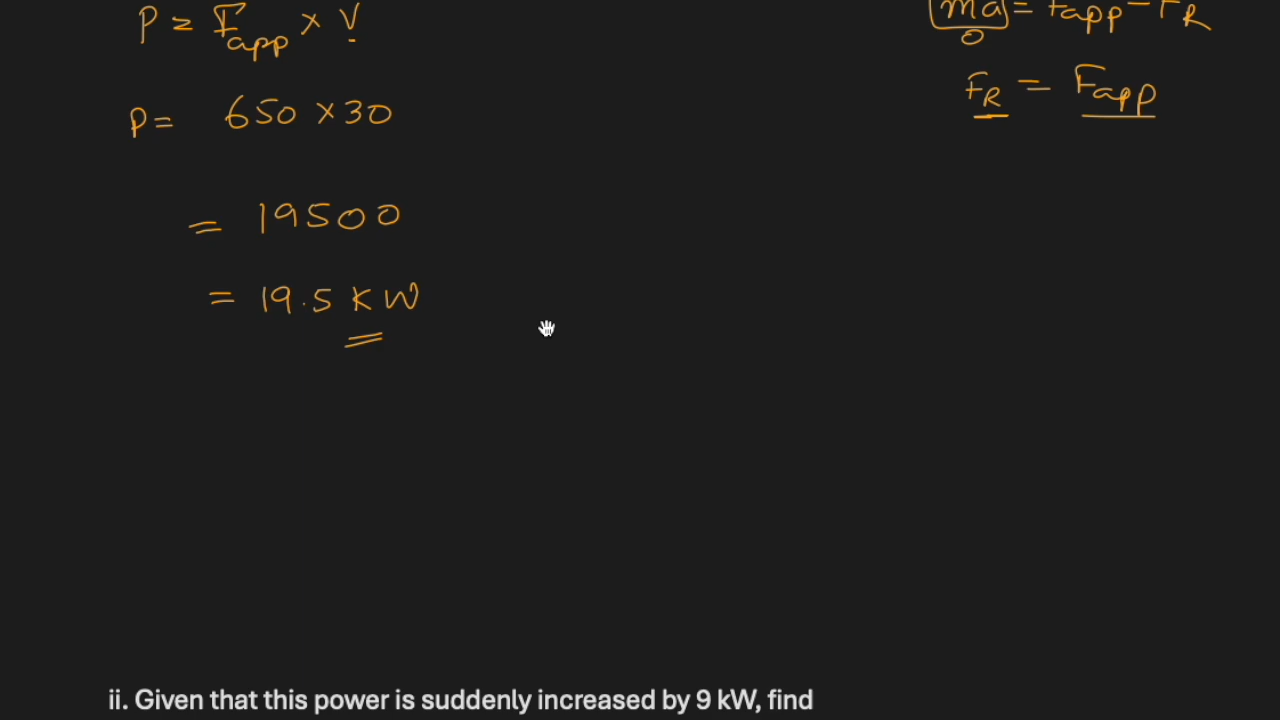 P = Fapp × V
ma = Fapp - FR
0
FR = Fapp
P = 650 × 30
= 19500
= 19.5 KW
ii. Given that this power is suddenly increased by 9 kW, find